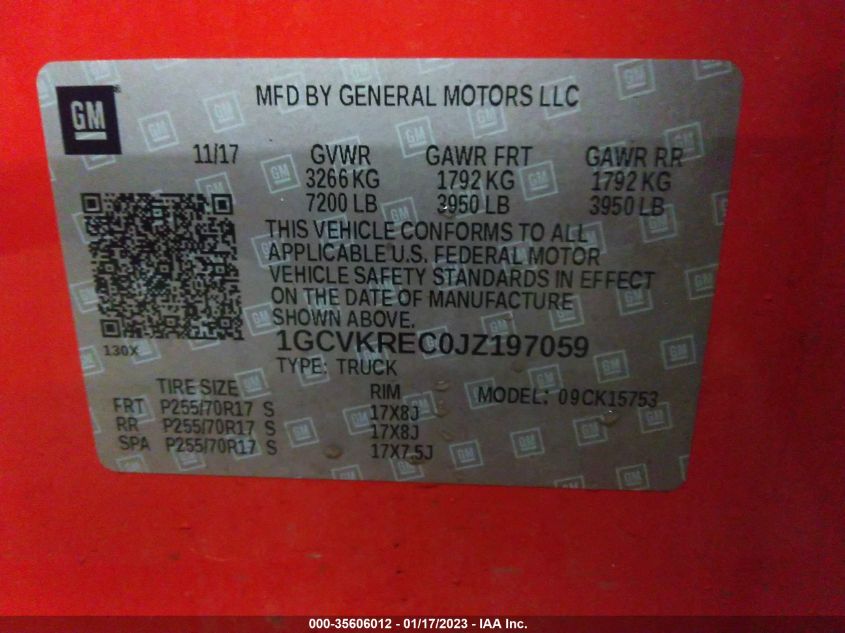 GM
MFD BY GENERAL MOTORS LLC
11/17 GVWR GAWR FRT GAWR RR
3266 KG 1792 KG 1792 KG
7200 LB 3950 LB 3950 LB
THIS VEHICLE CONFORMS TO ALL
APPLICABLE U.S. FEDERAL MOTOR
VEHICLE SAFETY STANDARDS IN EFFECT
ON THE DATE OF MANUFACTURE
SHOWN ABOVE.
1GCVKREC0JZ197059
130X
TYPE: TRUCK
TIRE SIZE RIM MODEL: 09CK15753
FRT P255/70R17 S 17X8J
RR P255/70R17 S 17X8J
SPA P255/70R17 S 17X7.5J
000-35606012 - 01/17/2023 - IAA Inc.